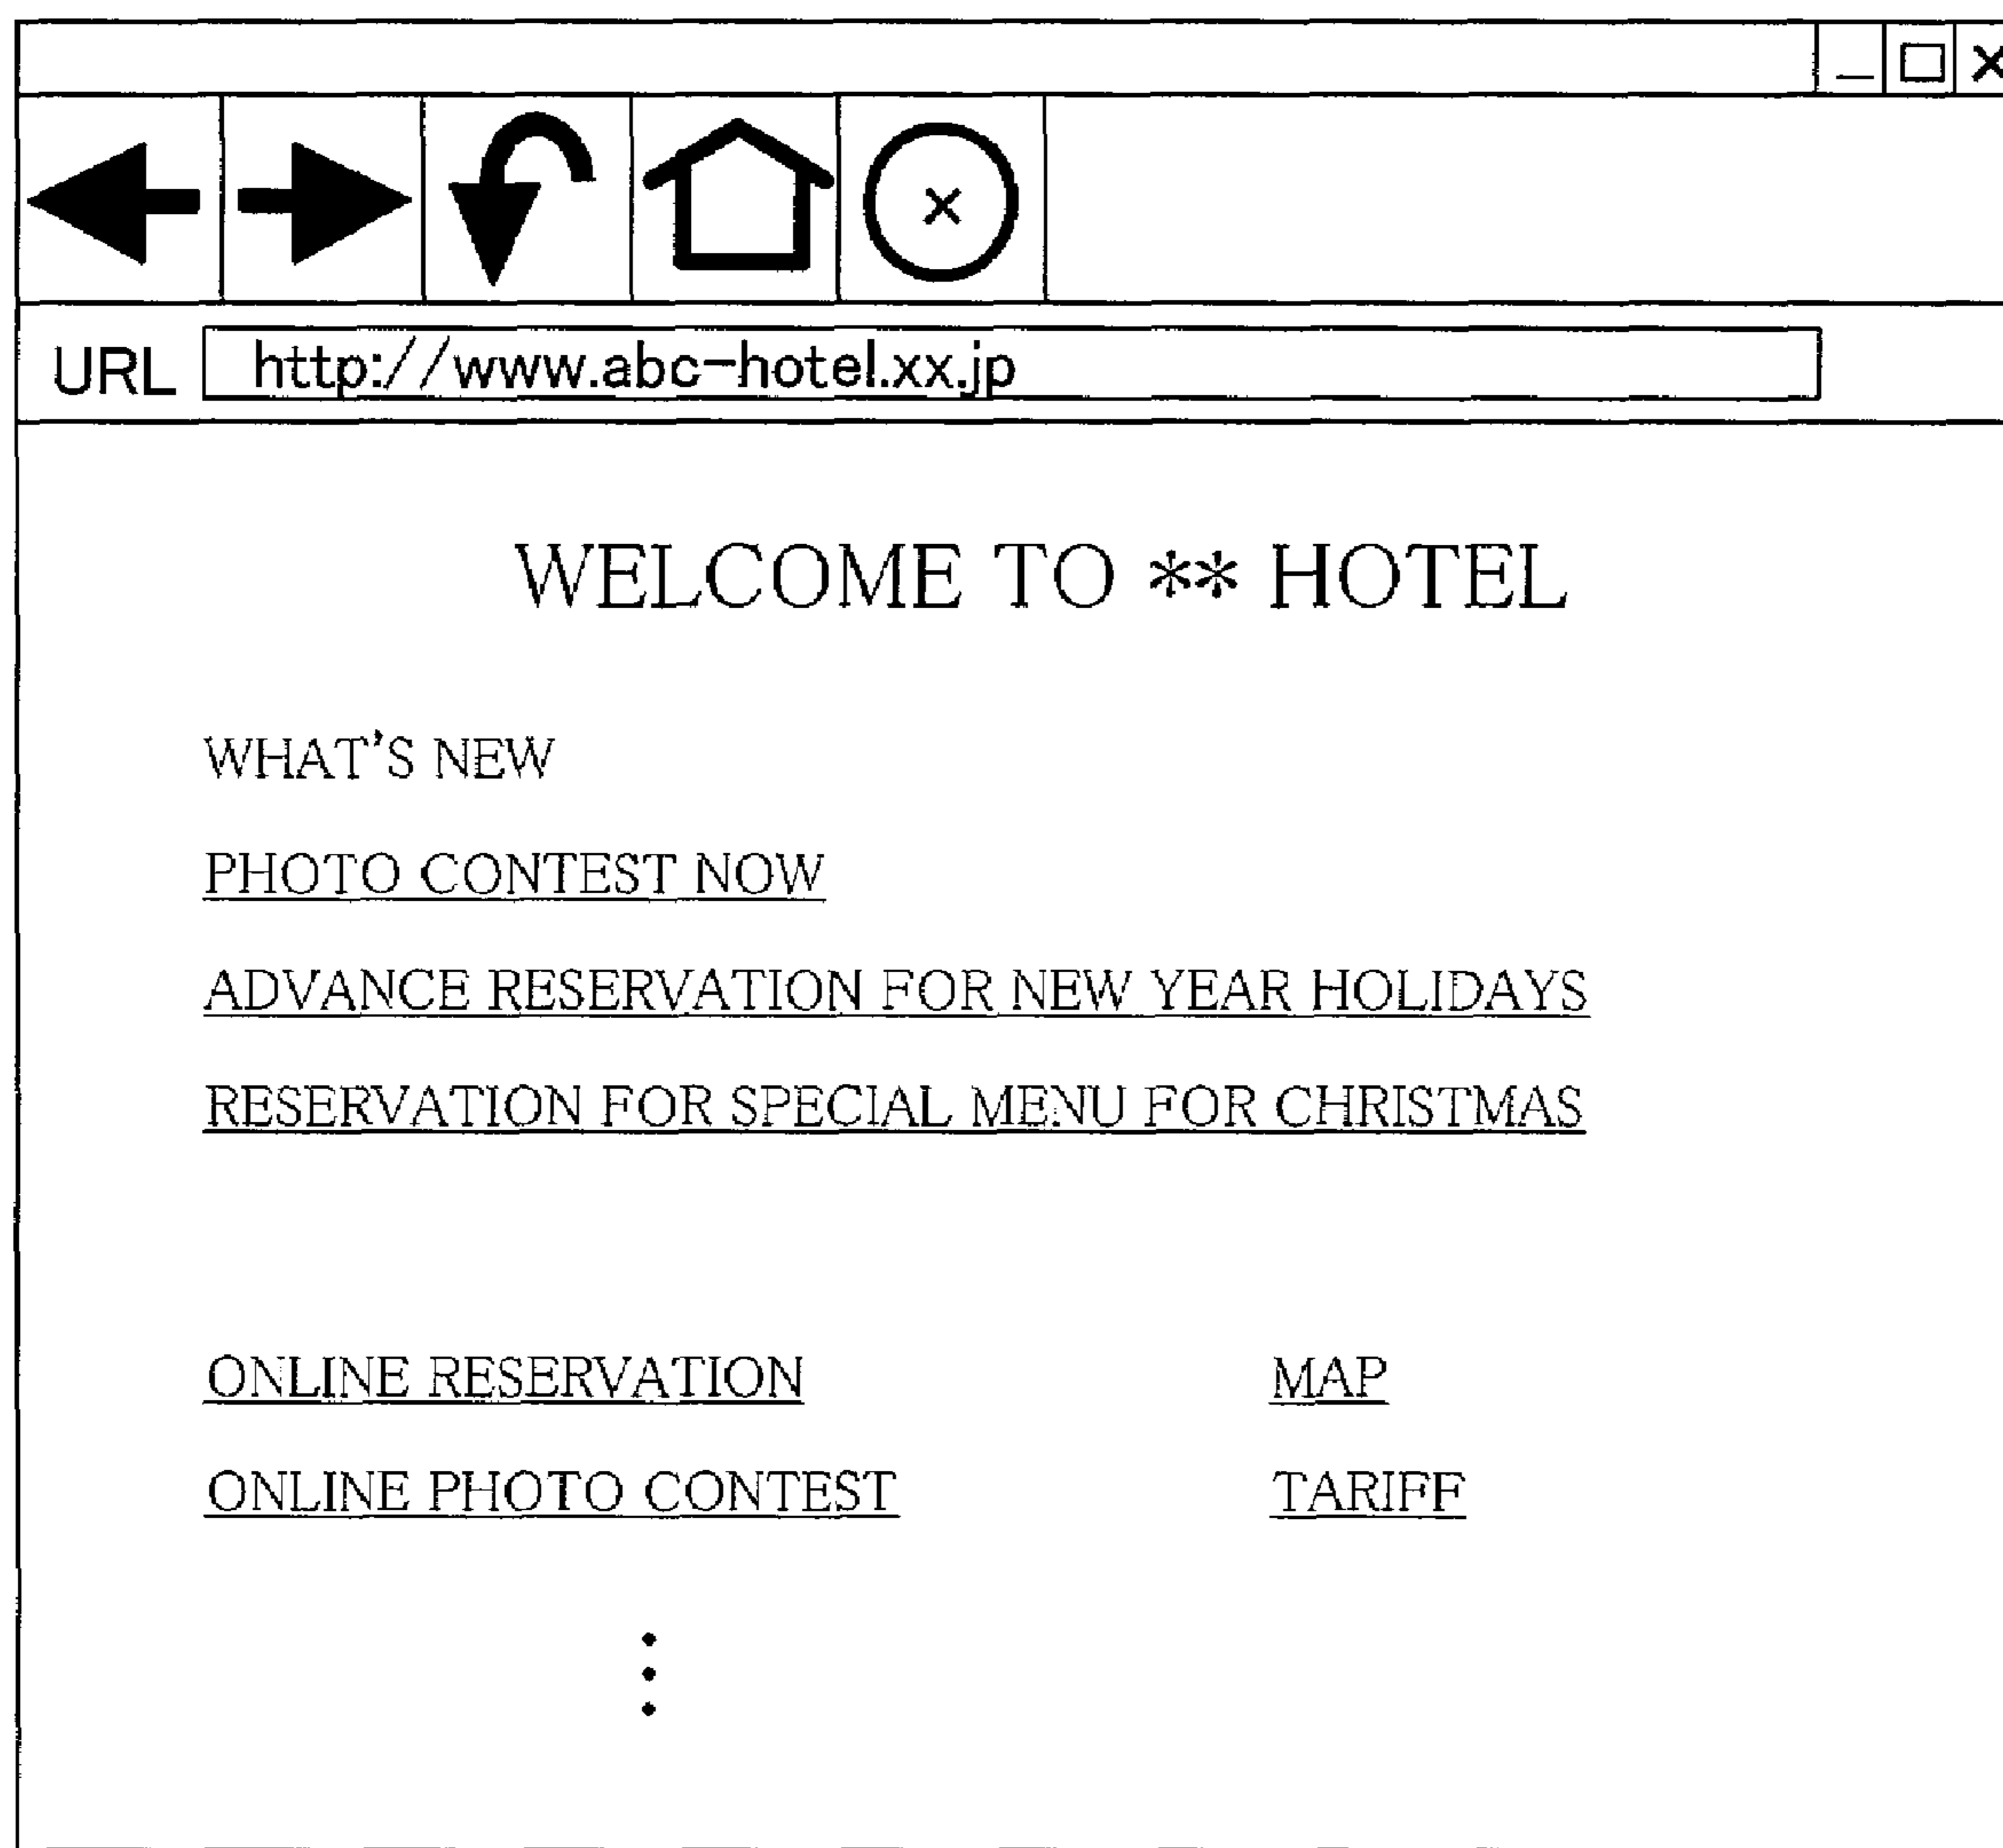 URL http://www.abc-hotel.xx.jp
WELCOME TO ** HOTEL
WHAT'S NEW
PHOTO CONTEST NOW
ADVANCE RESERVATION FOR NEW YEAR HOLIDAYS
RESERVATION FOR SPECIAL MENU FOR CHRISTMAS
ONLINE RESERVATION MAP
ONLINE PHOTO CONTEST TARIFF